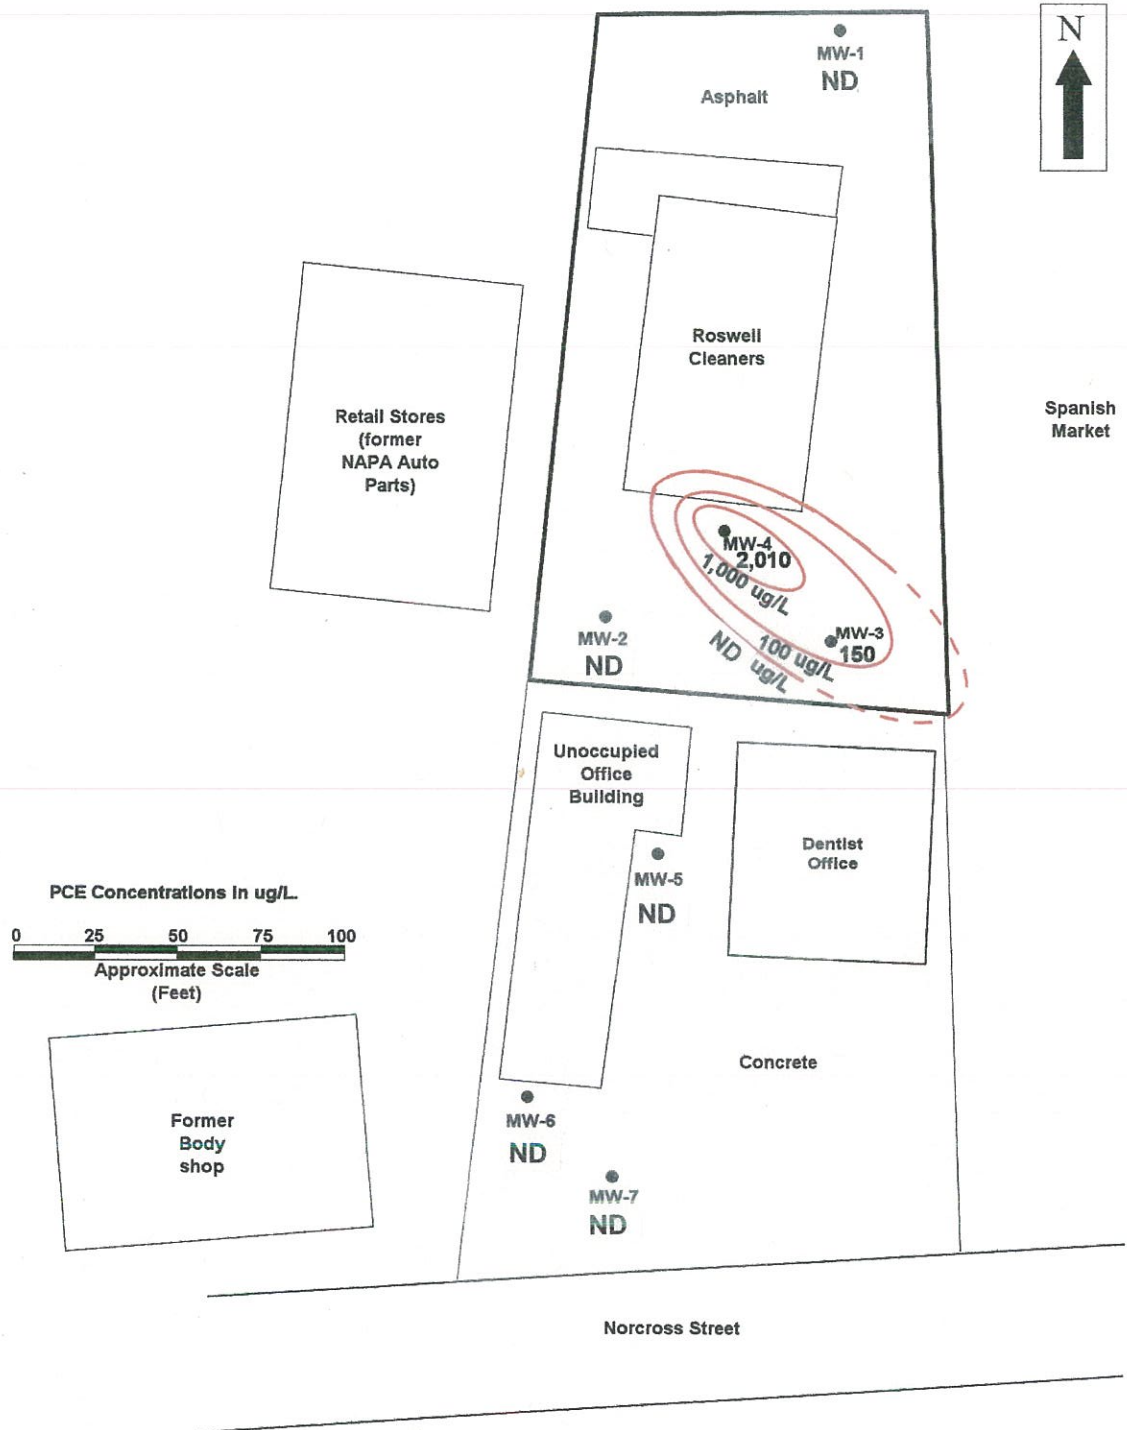 N
MW-1
ND
Asphalt
Roswell
Cleaners
Retail Stores
(former
NAPA Auto
Parts)
Spanish
Market
MW-4
2,010
1,000 ug/L
MW-3
150
100 ug/L
ND ug/L
MW-2
ND
Unoccupied
Office
Building
Dentist
Office
MW-5
ND
PCE Concentrations in ug/L.
0 25 50 75 100
Approximate Scale
(Feet)
Concrete
Former
Body
shop
MW-6
ND
MW-7
ND
Norcross Street